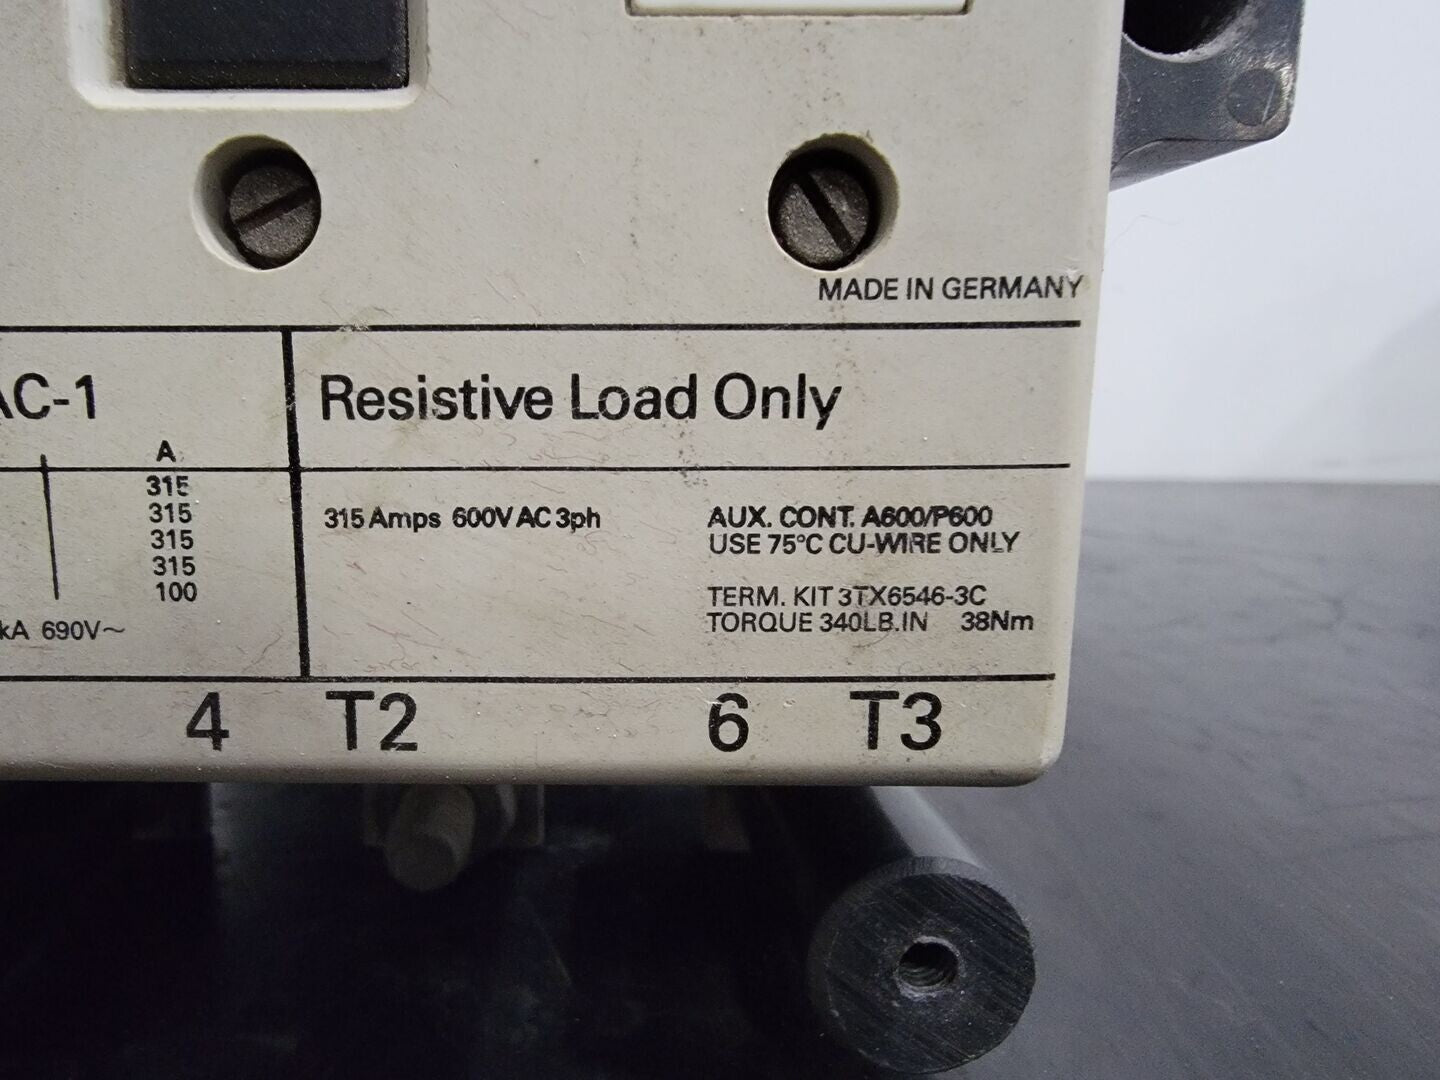 MADE IN GERMANY
AC-1
Resistive Load Only
A
315
315
315
315
100
315 Amps 600V AC 3ph
AUX. CONT. A600/P600
USE 75°C CU-WIRE ONLY
TERM. KIT 3TX6546-3C
TORQUE 340LB.IN 38Nm
kA 690V~
4 T2 6 T3